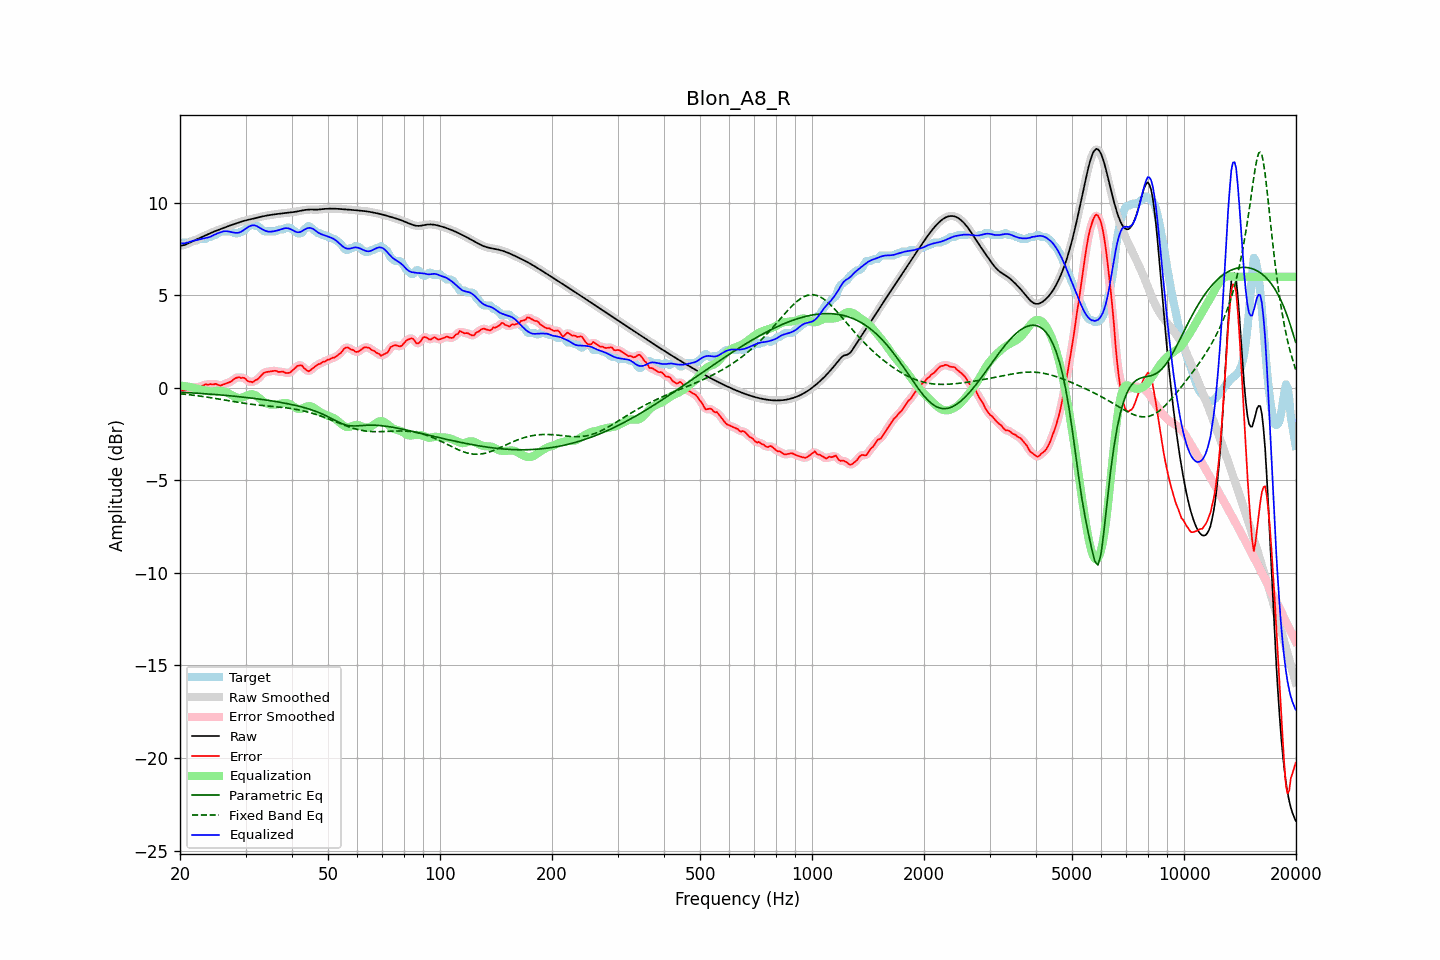 Blon_A8_R
Amplitude (dBr)
10
5
0
−5
−10
−15
−20
−25
Target
Raw Smoothed
Error Smoothed
Raw
Error
Equalization
Parametric Eq
Fixed Band Eq
Equalized
20 50 100 200 500 1000 2000 5000 10000 20000
Frequency (Hz)